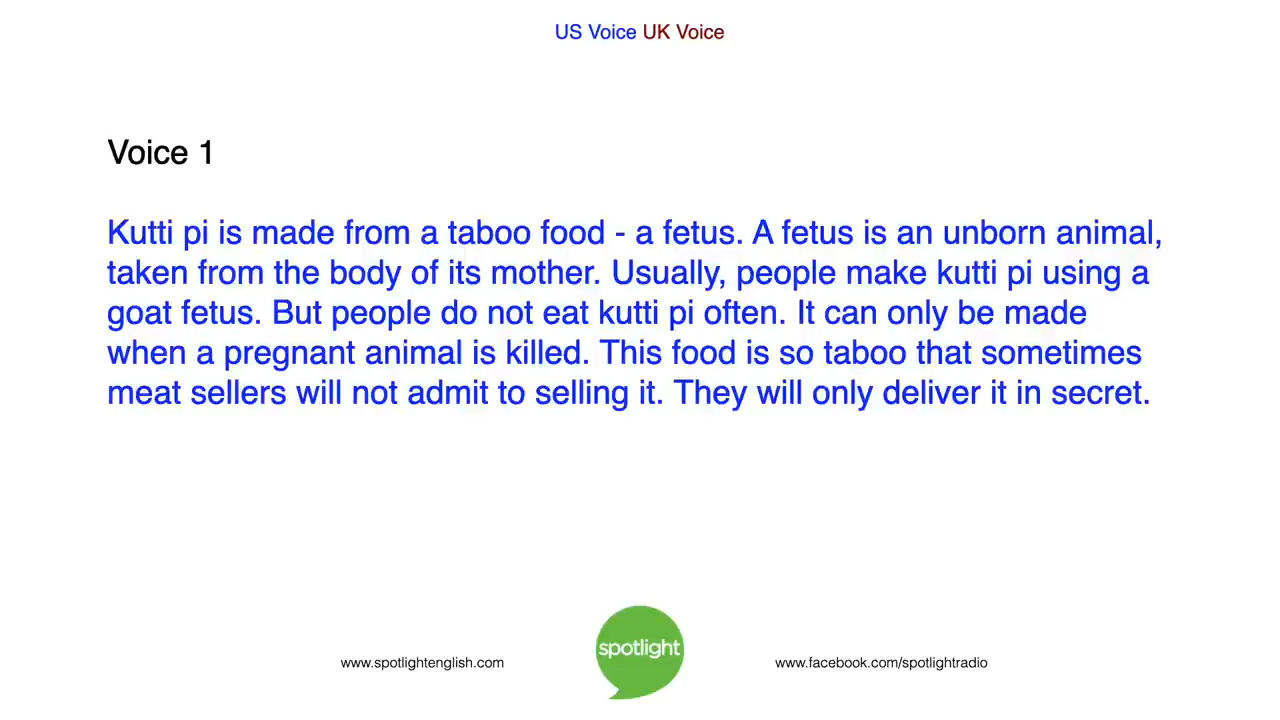 US Voice UK Voice
Voice 1
Kutti pi is made from a taboo food - a fetus. A fetus is an unborn animal,
taken from the body of its mother. Usually, people make kutti pi using a
goat fetus. But people do not eat kutti pi often. It can only be made
when a pregnant animal is killed. This food is so taboo that sometimes
meat sellers will not admit to selling it. They will only deliver it in secret.
www.spotlightenglish.com
spotlight
www.facebook.com/spotlightradio